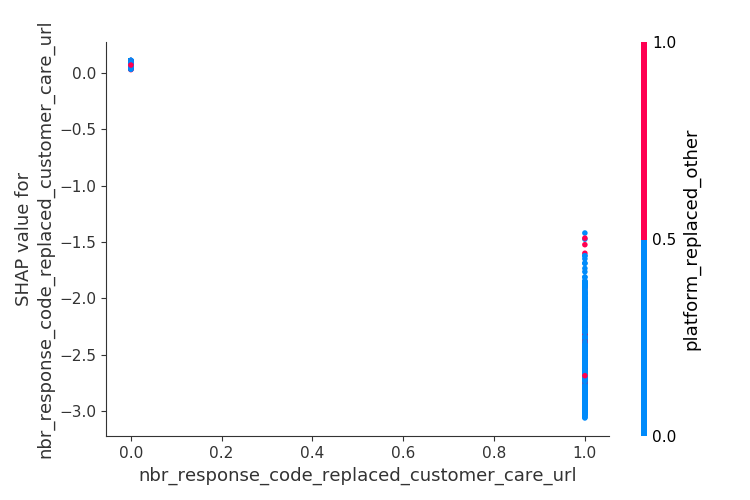 SHAP value for
nbr_response_code_replaced_customer_care_url
0.0
−0.5
−1.0
−1.5
−2.0
−2.5
−3.0
0.0 0.2 0.4 0.6 0.8 1.0
nbr_response_code_replaced_customer_care_url
1.0
0.5
0.0
platform_replaced_other